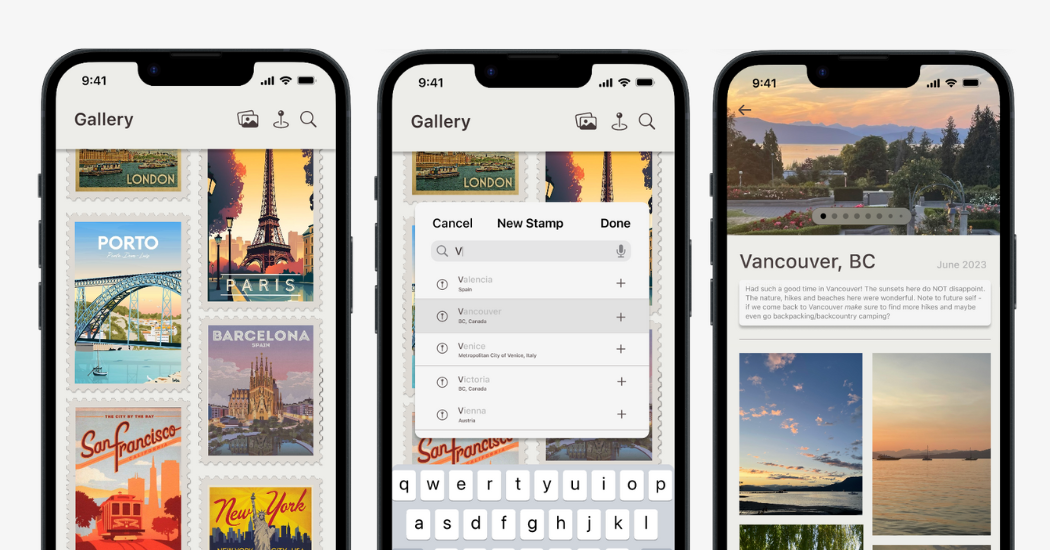 9:41
Gallery
LONDON
PORTO
PARIS
BARCELONA
SPAIN
THE CITY BY THE BAY
San Francisco
New York
9:41
Gallery
LONDON
Cancel New Stamp Done
V
Valencia
Spain
Vancouver
BC, Canada
Venice
Metropolitan City of Venice, Italy
Victoria
BC, Canada
Vienna
Austria
San Francisco
q w e r t y u i o p
a s d f g h j k l
9:41
Vancouver, BC June 2023
Had such a good time in Vancouver! The sunsets here do NOT disappoint.
The nature, hikes and beaches here were wonderful. Note to future self -
if we come back to Vancouver make sure to find more hikes and maybe
even go backpacking/backcountry camping?